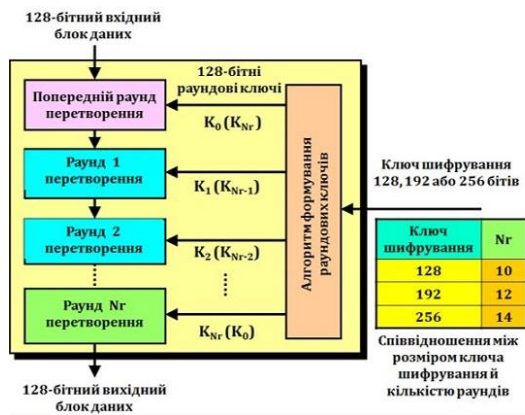 128-бітний вхідний
блок даних
128-бітні
раундові ключі
Попередній раунд
перетворення
K0 (KNr)
Раунд 1
перетворення
K1 (KNr-1)
Раунд 2
перетворення
K2 (KNr-2)
Раунд Nr
перетворення
KNr (K0)
128-бітний вихідний
блок даних
Алгоритм формування
раундових ключів
Ключ шифрування
128, 192 або 256 бітів
Ключ шифрування Nr
128 10
192 12
256 14
Співвідношення між
розміром ключа
шифрування й
кількістю раундів